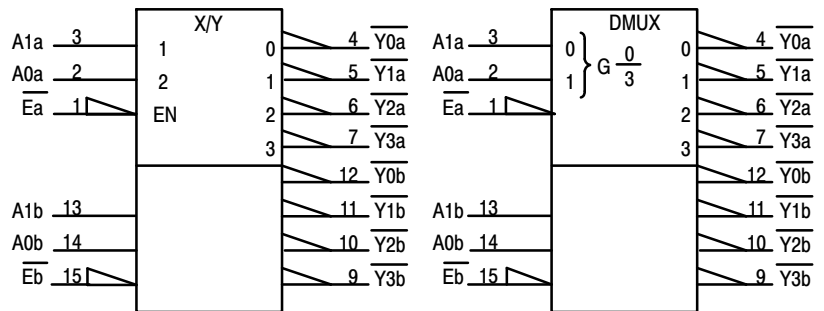 X/Y
A1a 3 1 0 4 Y0a
A0a 2 2 1 5 Y1a
Ea 1 EN 2 6 Y2a
3 7 Y3a
12 Y0b
A1b 13 11 Y1b
A0b 14 10 Y2b
Eb 15 9 Y3b
DMUX
A1a 3 0 0 4 Y0a
A0a 2 1 G 0/3 1 5 Y1a
Ea 1 2 6 Y2a
3 7 Y3a
12 Y0b
A1b 13 11 Y1b
A0b 14 10 Y2b
Eb 15 9 Y3b